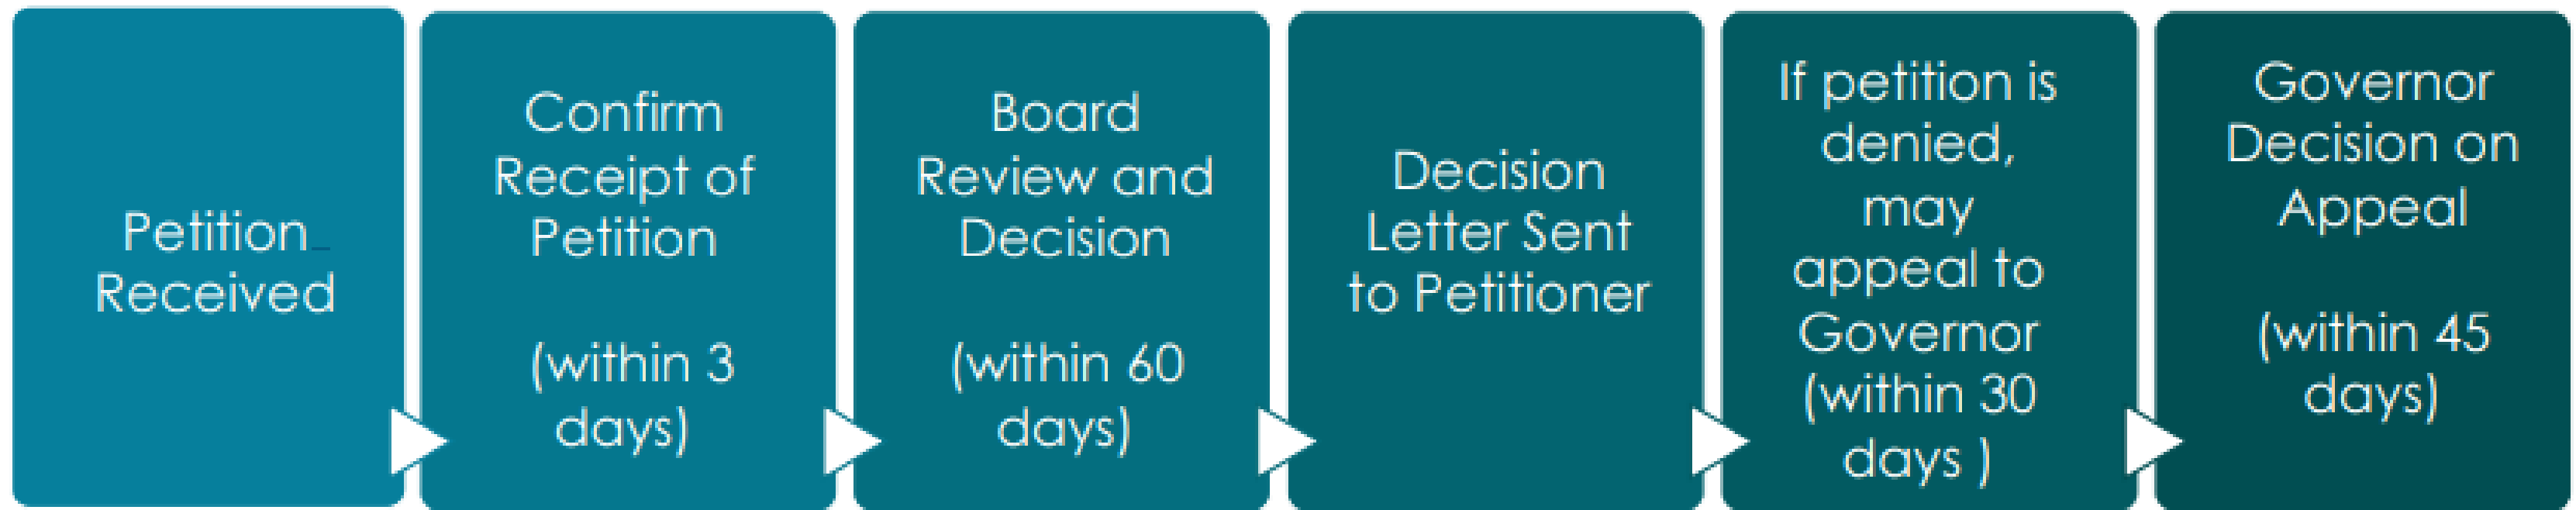 Petition
Received
Confirm
Receipt of
Petition
(within 3
days)
Board
Review and
Decision
(within 60
days)
Decision
Letter Sent
to Petitioner
If petition is
denied,
may
appeal to
Governor
(within 30
days )
Governor
Decision on
Appeal
(within 45
days)